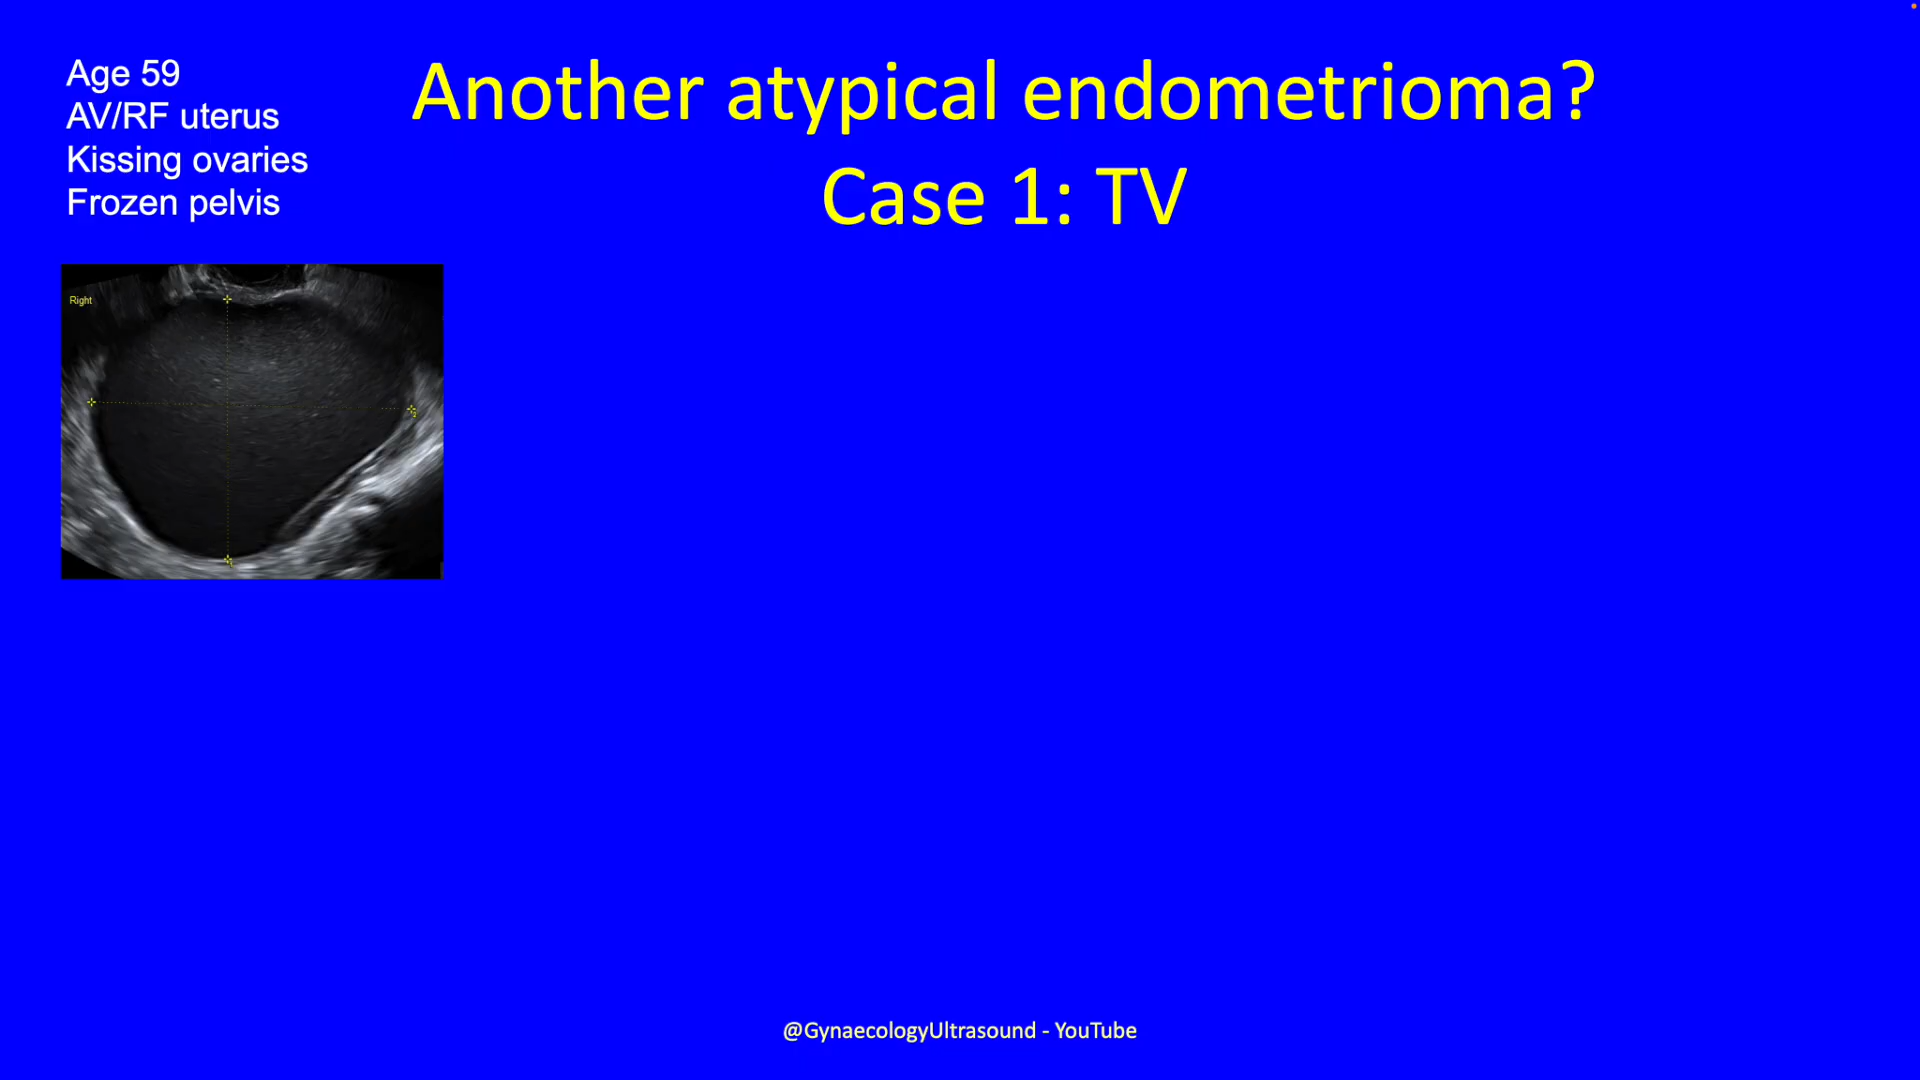 Age 59
AV/RF uterus
Kissing ovaries
Frozen pelvis
Another atypical endometrioma?
Case 1: TV
Right
@GynaecologyUltrasound - YouTube